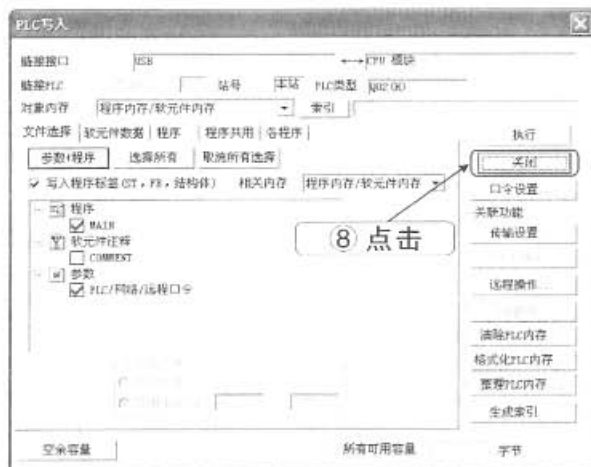 PLC写入
链接接口 USB ←→CPU 模块
链接PLC 站号 本站 PLC类型 Q02(H)
对象内存 程序内存/软元件内存 索引
文件选择 软元件数据 程序 程序共用 各程序
执行
参数+程序 选择所有 取消所有选择
关闭
写入程序标签(ST,FB,结构体) 相关内存 程序内存/软元件内存
口令设置
关联功能
程序
MAIN
⑧ 点击
传输设置
软元件注释
COMMENT
参数
PLC/网络/远程口令
远程操作...
清除PLC内存
格式化PLC内存
整理PLC内存
生成索引
空余容量 所有可用容量 字节